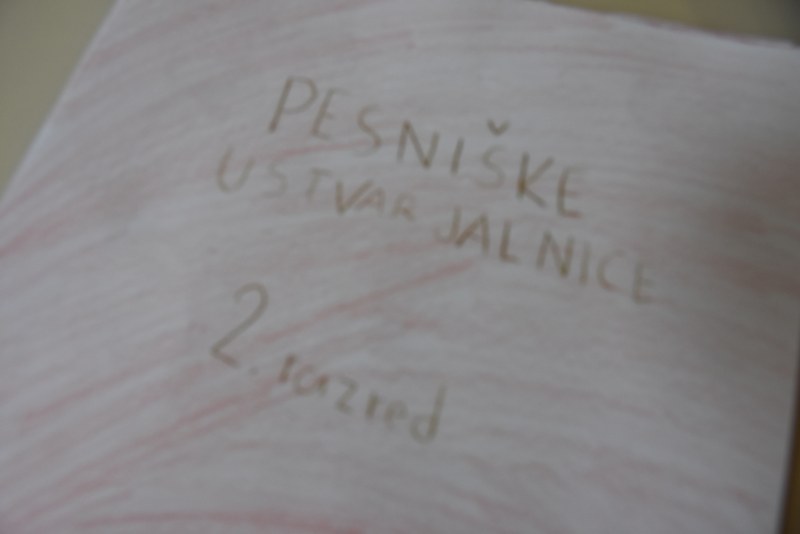 PESNIŠKE
USTVARJALNICE
2. razred